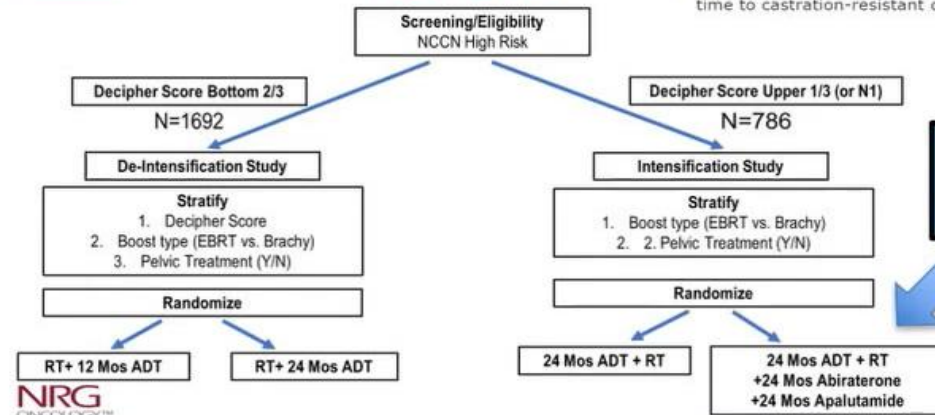 time to castration-resistant
Screening/Eligibility
NCCN High Risk
Decipher Score Bottom 2/3
N=1692
De-Intensification Study
Stratify
1. Decipher Score
2. Boost type (EBRT vs. Brachy)
3. Pelvic Treatment (Y/N)
Randomize
RT+ 12 Mos ADT
RT+ 24 Mos ADT
Decipher Score Upper 1/3 (or N1)
N=786
Intensification Study
Stratify
1. Boost type (EBRT vs. Brachy)
2. 2. Pelvic Treatment (Y/N)
Randomize
24 Mos ADT + RT
24 Mos ADT + RT
+24 Mos Abiraterone
+24 Mos Apalutamide
NRG
ONCOLOGY™